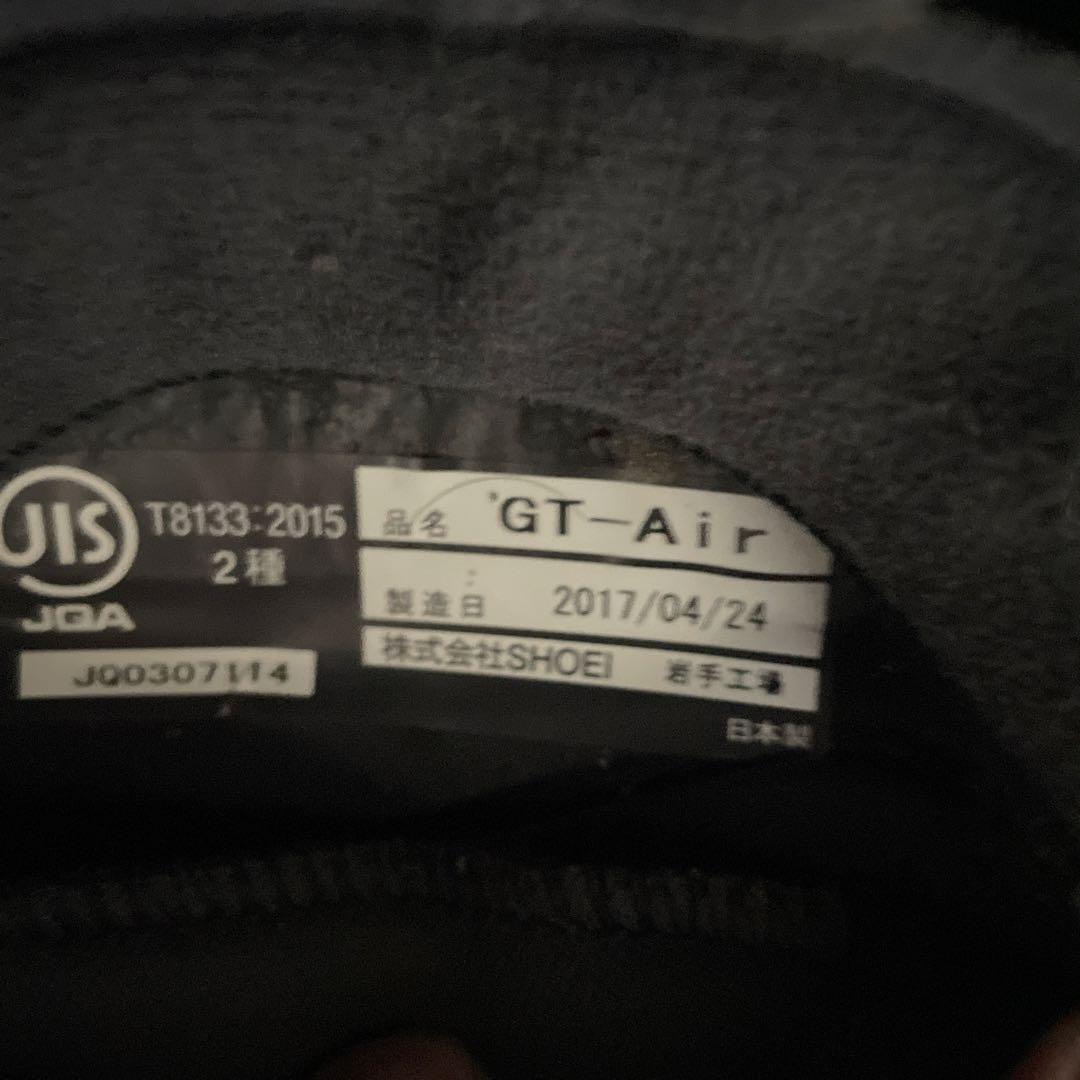 JIS
T8133:2015
2種
JQA
JQ0307114
品名 GT-Air
製造日 2017/04/24
株式会社SHOEI 岩手工場
日本製